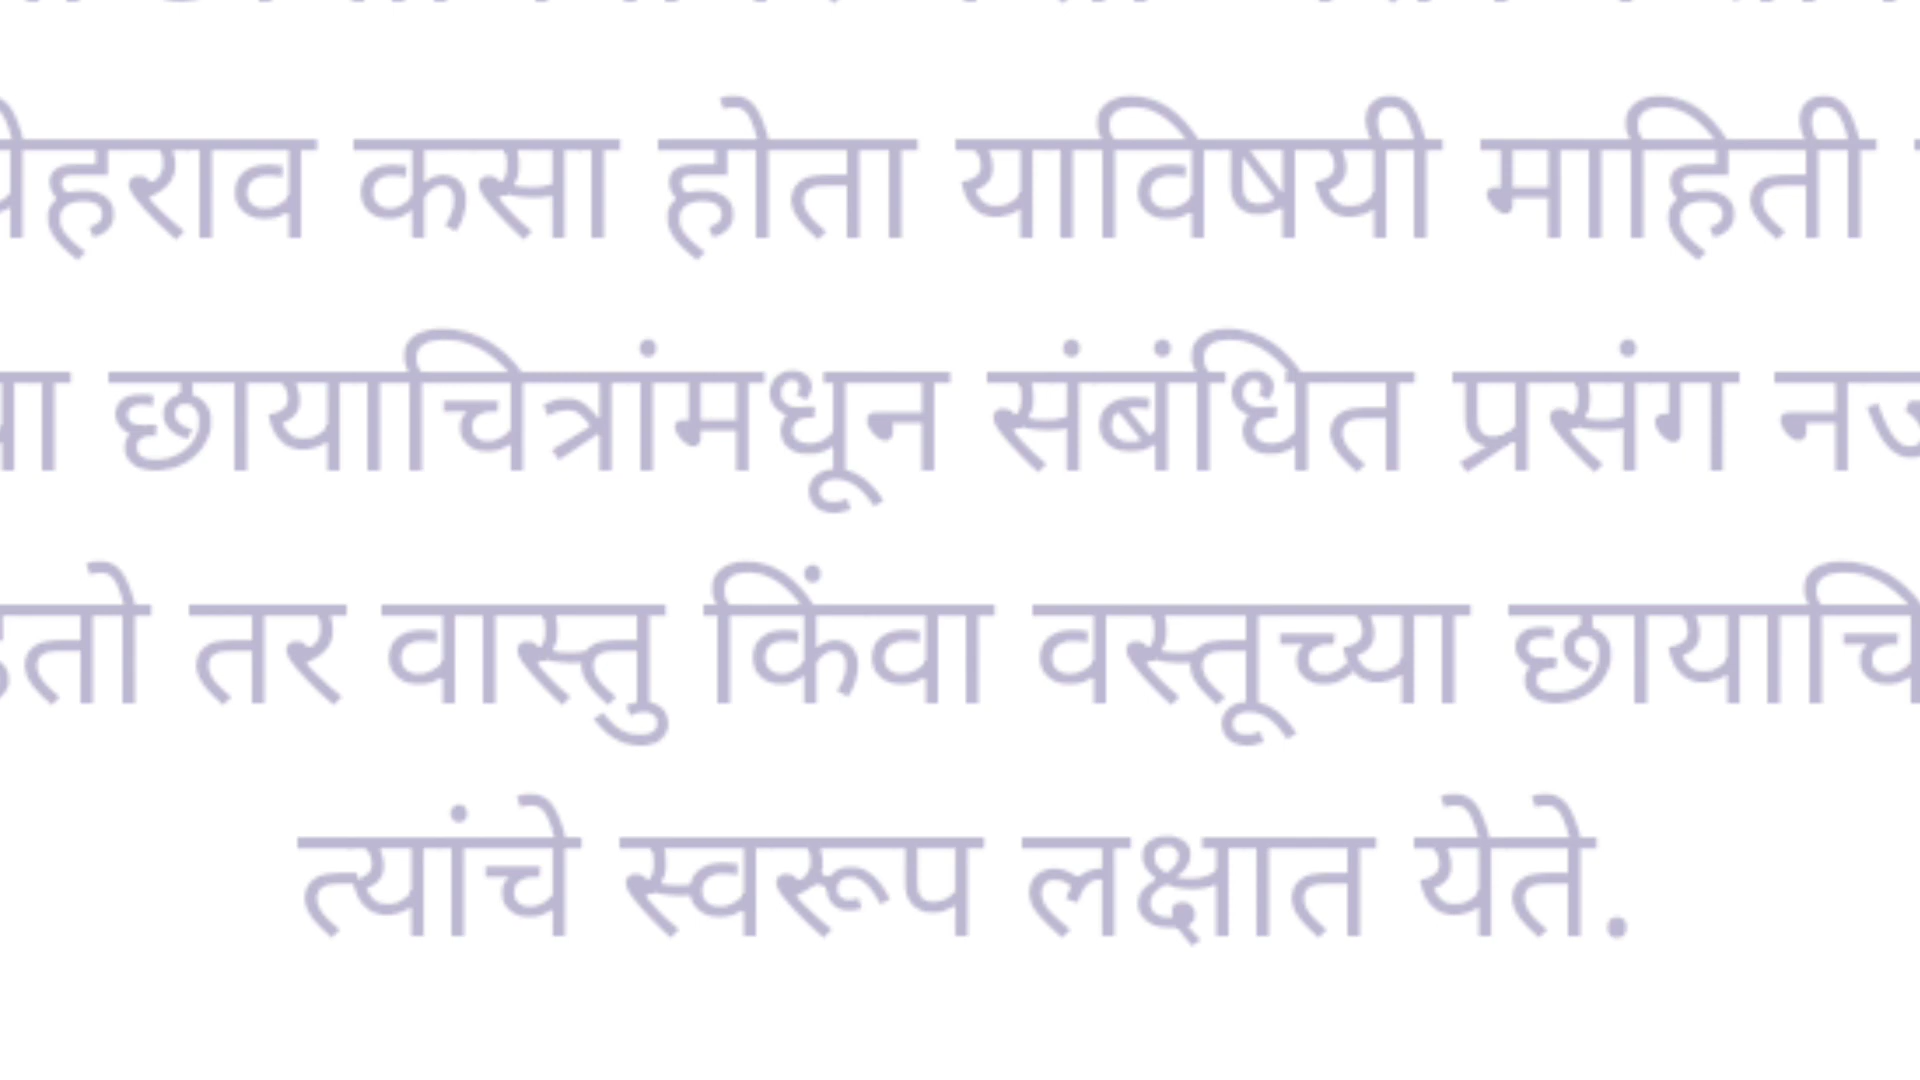 पेहराव कसा होता याविषयी माहिती
छायाचित्रांमधून संबंधित प्रसंग
तर वास्तु किंवा वस्तूच्या
त्यांचे स्वरूप लक्षात येते.